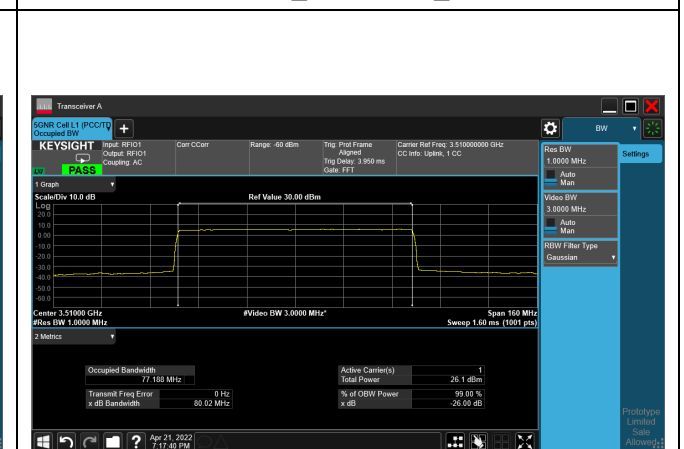 Transceiver A
5GNR Cell L1 (PCC/TD
Occupied BW
+
BW
KEYSIGHT
Input: RFIO1
Output: RFIO1
Coupling: AC
Corr CCorr
Range: -60 dBm
Trig: Prot Frame
Aligned
Trig Delay: 3.950 ms
Gate: FFT
Carrier Ref Freq: 3.510000000 GHz
CC Info: Uplink, 1 CC
PASS
Res BW
1.0000 MHz
Auto
Man
Settings
Video BW
3.0000 MHz
Auto
Man
RBW Filter Type
Gaussian
1 Graph
Scale/Div 10.0 dB
Ref Value 30.00 dBm
Log
20.0
10.0
0.00
-10.0
-20.0
-30.0
-40.0
-50.0
-60.0
Center 3.51000 GHz
#Video BW 3.0000 MHz*
Span 160 MHz
#Res BW 1.0000 MHz
Sweep 1.60 ms (1001 pts)
2 Metrics
Occupied Bandwidth
77.188 MHz
Active Carrier(s) 1
Total Power 26.1 dBm
Transmit Freq Error 0 Hz
x dB Bandwidth 80.02 MHz
% of OBW Power 99.00 %
x dB -26.00 dB
Prototype
Limited
Sale
Allowed
?
Apr 21, 2022
7:17:40 PM